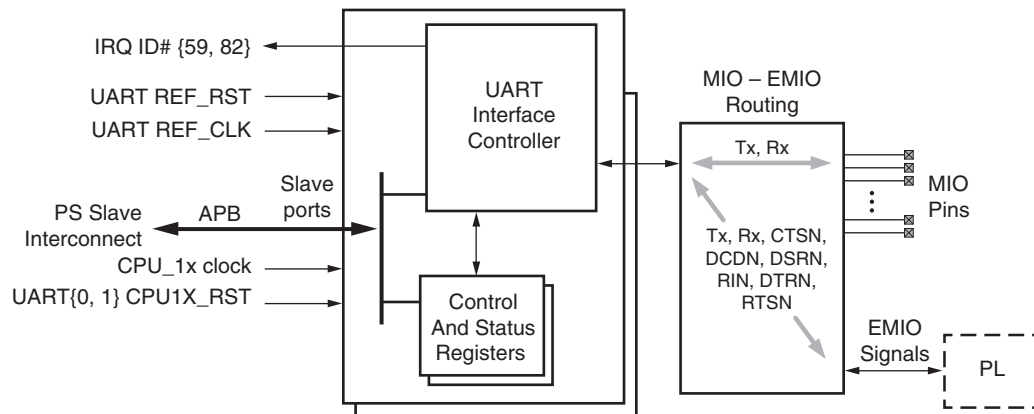 IRQ ID# {59, 82}
UART REF_RST
UART REF_CLK
PS Slave
Interconnect
APB
Slave
ports
CPU_1x clock
UART{0, 1} CPU1X_RST
UART
Interface
Controller
Control
And Status
Registers
MIO – EMIO
Routing
Tx, Rx
Tx, Rx, CTSN,
DCDN, DSRN,
RIN, DTRN,
RTSN
MIO
Pins
EMIO
Signals
PL